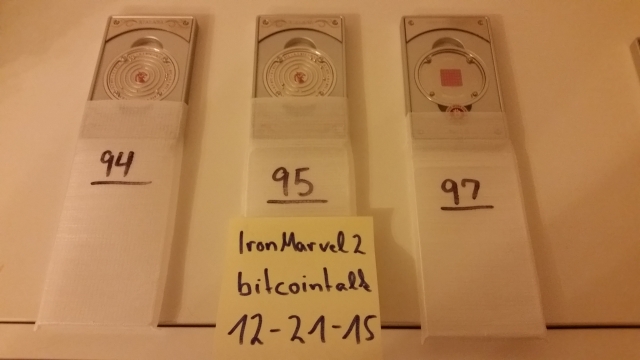 94
95
97
IronMarvel2
bitcointalk
12-21-15